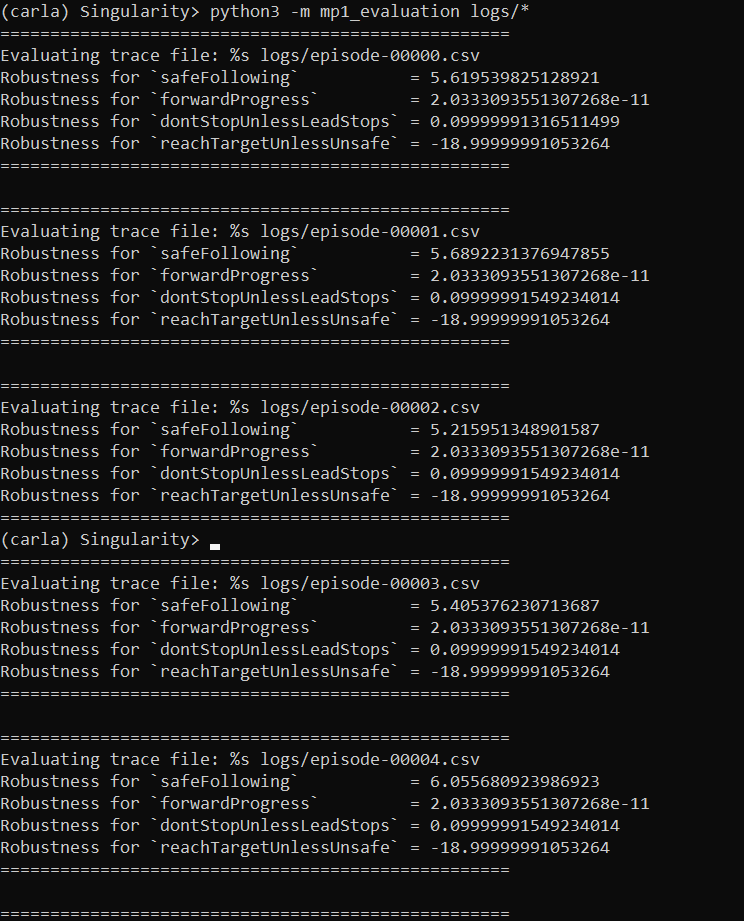 (carla) Singularity> python3 -m mp1_evaluation logs/*
===================================================
Evaluating trace file: %s logs/episode-00000.csv
Robustness for `safeFollowing`           = 5.619539825128921
Robustness for `forwardProgress`         = 2.0333093551307268e-11
Robustness for `dontStopUnlessLeadStops` = 0.09999991316511499
Robustness for `reachTargetUnlessUnsafe` = -18.99999991053264
===================================================
===================================================
Evaluating trace file: %s logs/episode-00001.csv
Robustness for `safeFollowing`           = 5.6892231376947855
Robustness for `forwardProgress`         = 2.0333093551307268e-11
Robustness for `dontStopUnlessLeadStops` = 0.09999991549234014
Robustness for `reachTargetUnlessUnsafe` = -18.99999991053264
===================================================
===================================================
Evaluating trace file: %s logs/episode-00002.csv
Robustness for `safeFollowing`           = 5.215951348901587
Robustness for `forwardProgress`         = 2.0333093551307268e-11
Robustness for `dontStopUnlessLeadStops` = 0.09999991549234014
Robustness for `reachTargetUnlessUnsafe` = -18.99999991053264
===================================================
(carla) Singularity>
===================================================
Evaluating trace file: %s logs/episode-00003.csv
Robustness for `safeFollowing`           = 5.405376230713687
Robustness for `forwardProgress`         = 2.0333093551307268e-11
Robustness for `dontStopUnlessLeadStops` = 0.09999991549234014
Robustness for `reachTargetUnlessUnsafe` = -18.99999991053264
===================================================
===================================================
Evaluating trace file: %s logs/episode-00004.csv
Robustness for `safeFollowing`           = 6.055680923986923
Robustness for `forwardProgress`         = 2.0333093551307268e-11
Robustness for `dontStopUnlessLeadStops` = 0.09999991549234014
Robustness for `reachTargetUnlessUnsafe` = -18.99999991053264
===================================================
===================================================